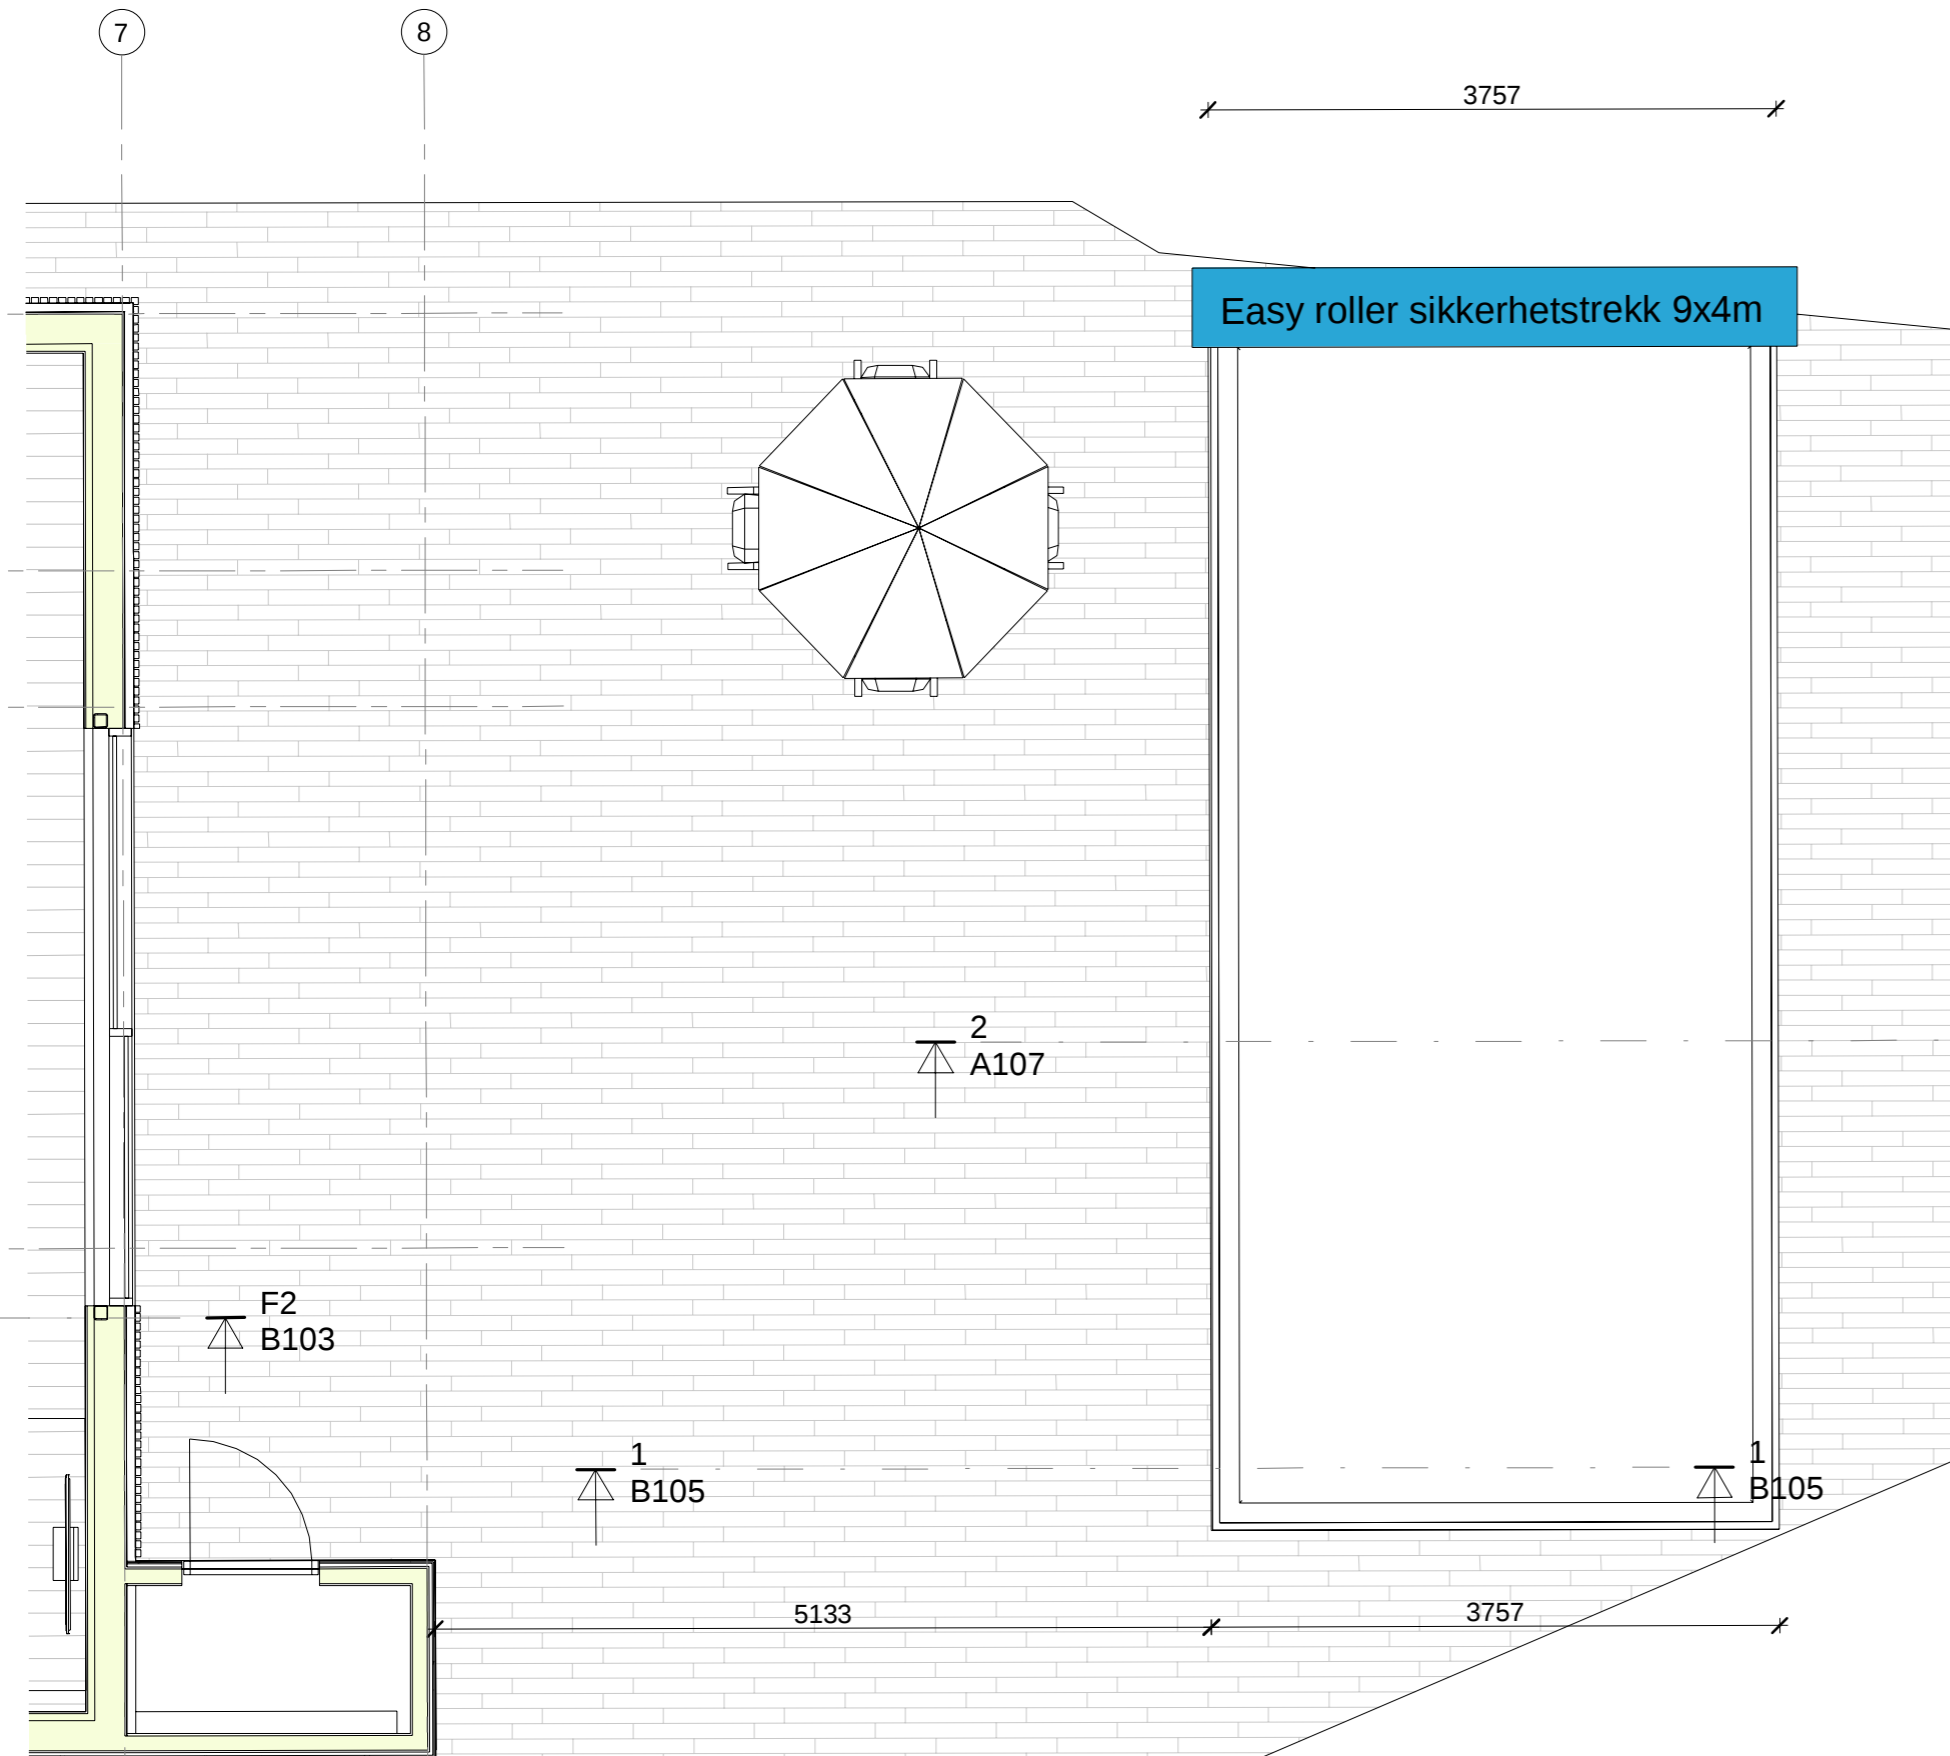 7
8
3757
Easy roller sikkerhetstrekk 9x4m
2
A107
F2
B103
1
B105
1
B105
5133
3757